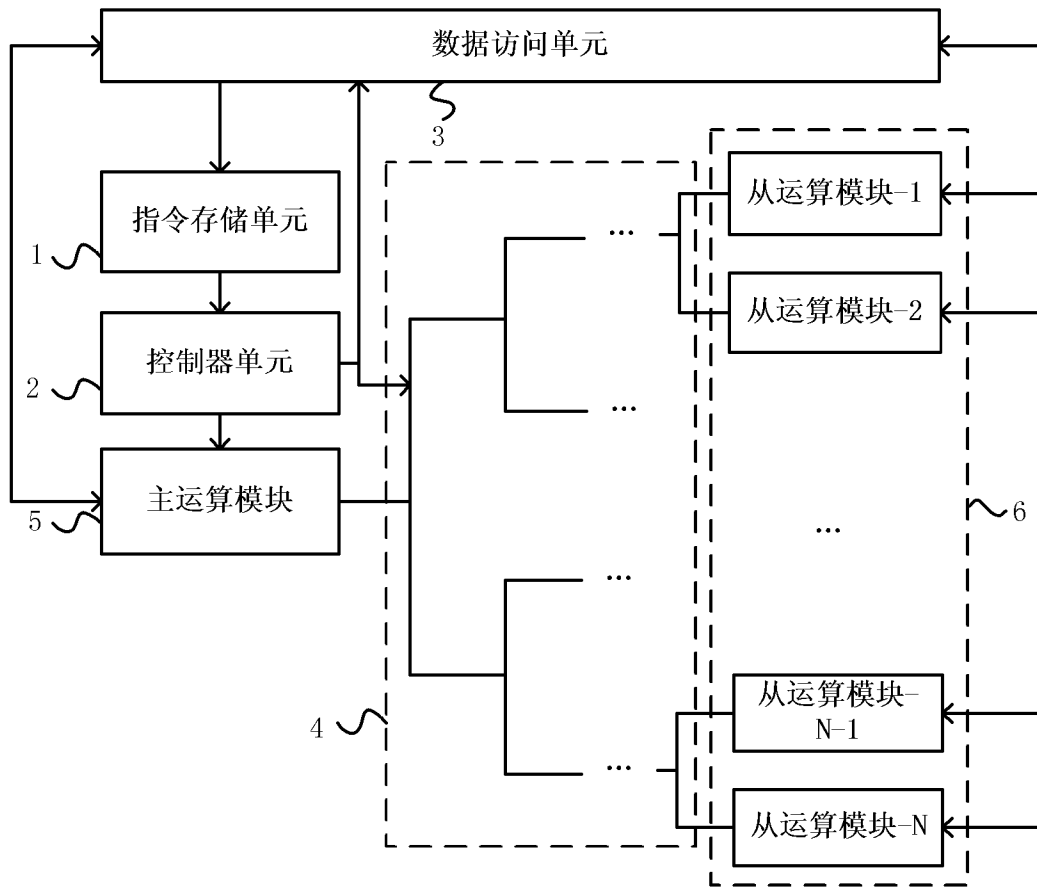 数据访问单元
3
指令存储单元
1
控制器单元
2
主运算模块
5
4
...
...
...
...
从运算模块-1
从运算模块-2
...
6
从运算模块-
N-1
从运算模块-N